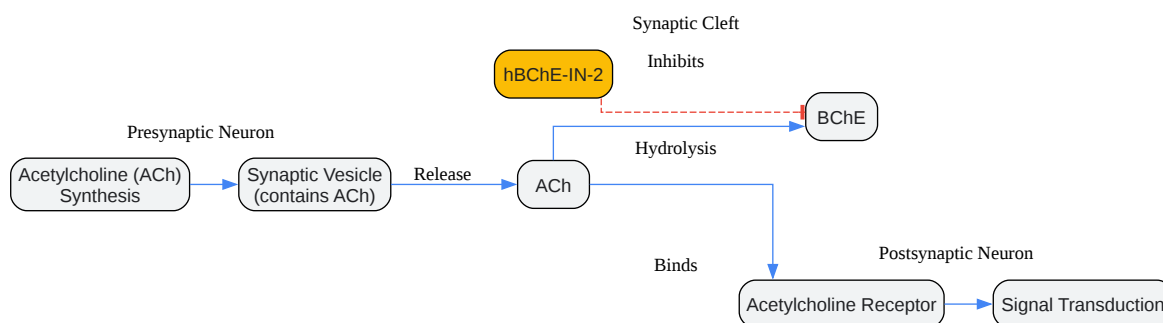 Synaptic Cleft
hBChE-IN-2
Inhibits
BChE
Presynaptic Neuron
Hydrolysis
Acetylcholine (ACh)
Synthesis
Synaptic Vesicle
(contains ACh)
Release
ACh
Binds
Postsynaptic Neuron
Acetylcholine Receptor
Signal Transduction